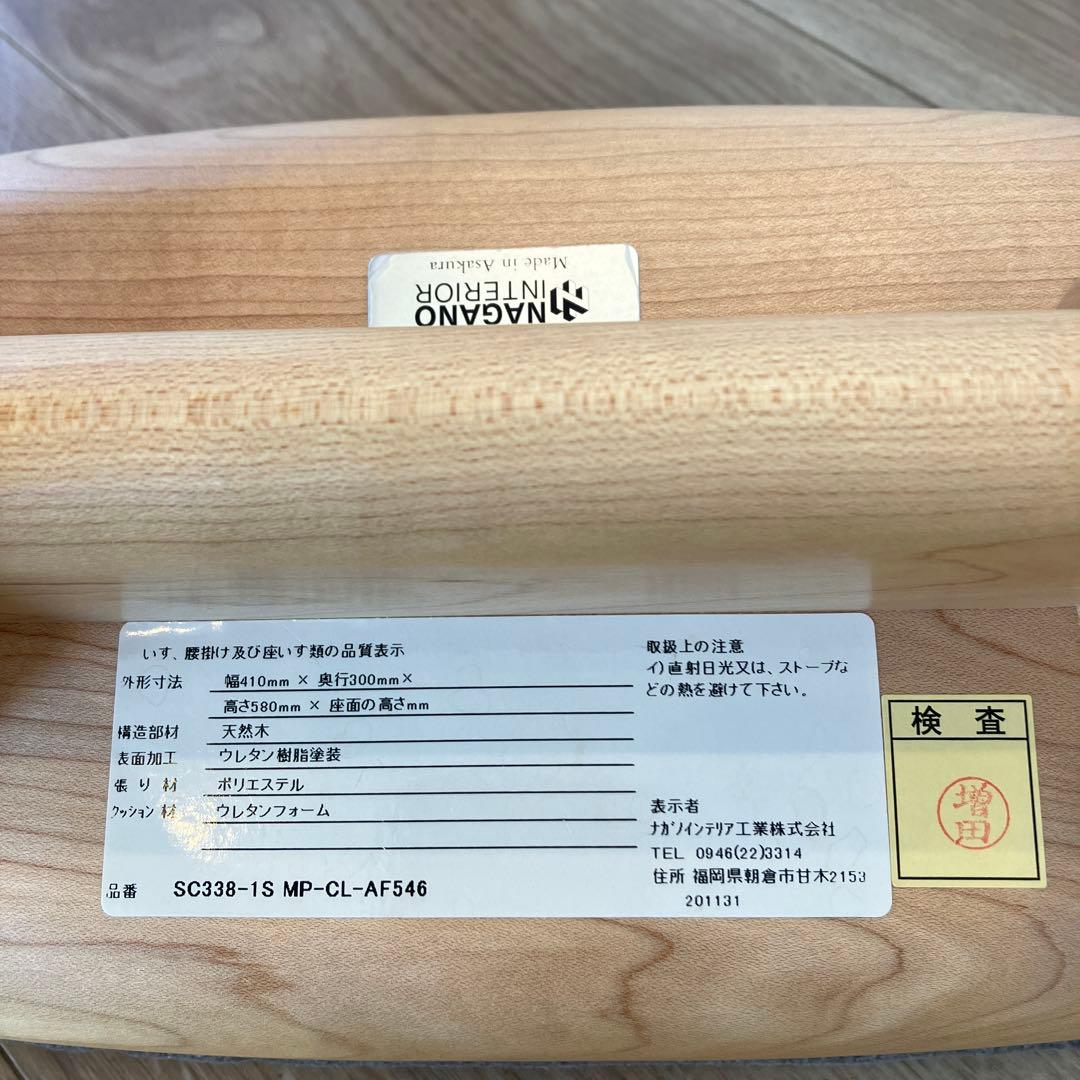 Made in Asakura
NAGANO
INTERIOR
いす、腰掛け及び座いす類の品質表示
外形寸法 幅410mm × 奥行300mm×
高さ580mm × 座面の高さmm
構造部材 天然木
表面加工 ウレタン樹脂塗装
張り材 ポリエステル
クッション材 ウレタンフォーム
品番 SC338-1S MP-CL-AF546
取扱上の注意
イ)直射日光又は、ストーブな
どの熱を避けて下さい。
表示者
ナガノインテリア工業株式会社
TEL 0946(22)3314
住所 福岡県朝倉市甘木2153
201131
検査
増田